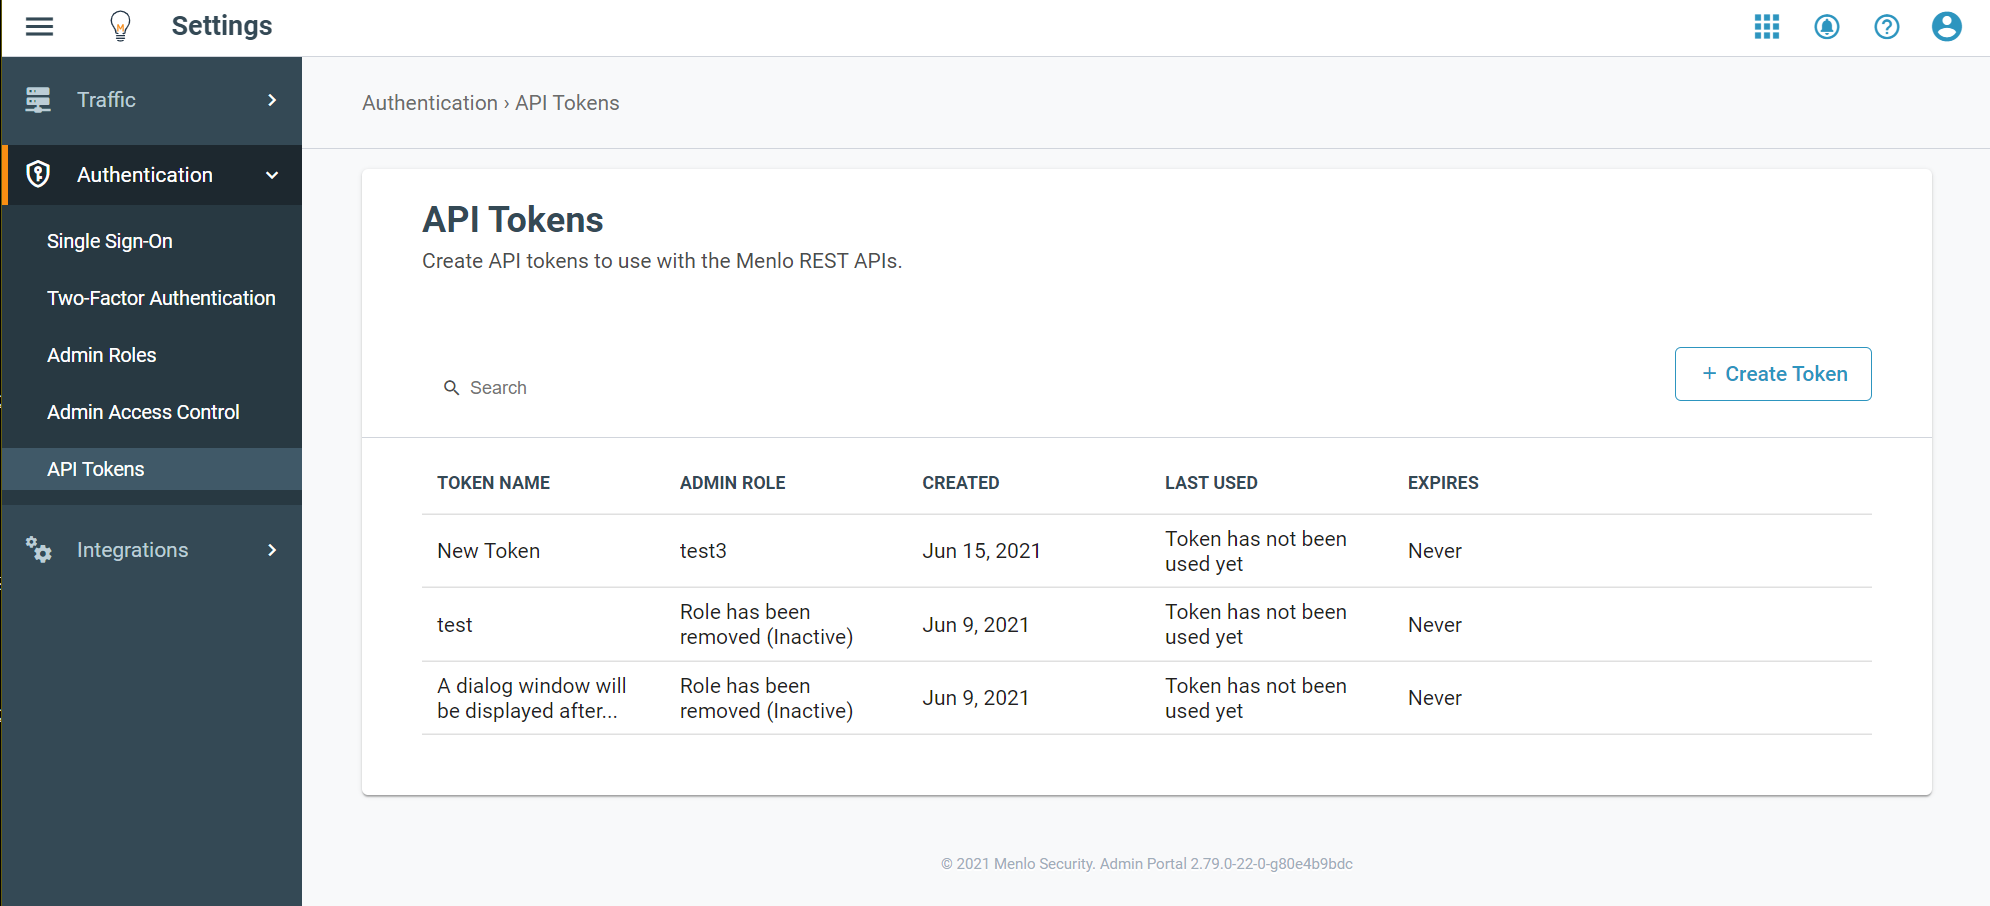 Settings
Traffic
Authentication
Single Sign-On
Two-Factor Authentication
Admin Roles
Admin Access Control
API Tokens
Integrations
Authentication › API Tokens
API Tokens
Create API tokens to use with the Menlo REST APIs.
Search
+ Create Token
TOKEN NAME ADMIN ROLE CREATED LAST USED EXPIRES
New Token test3 Jun 15, 2021 Token has not been
used yet Never
test Role has been
removed (Inactive) Jun 9, 2021 Token has not been
used yet Never
A dialog window will
be displayed after... Role has been
removed (Inactive) Jun 9, 2021 Token has not been
used yet Never
© 2021 Menlo Security. Admin Portal 2.79.0-22-0-g80e4b9bdc